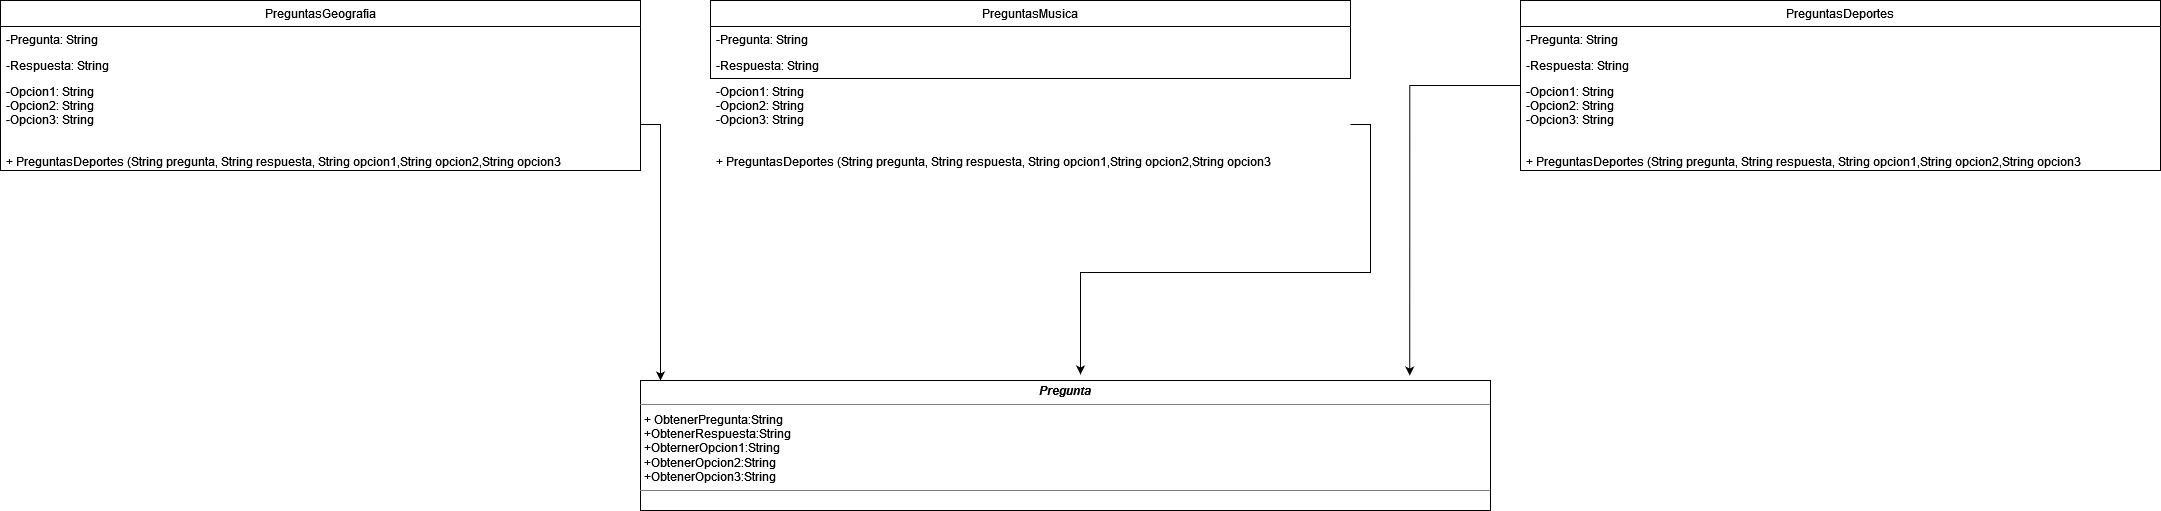 PreguntasGeografia
-Pregunta: String
-Respuesta: String
-Opcion1: String
-Opcion2: String
-Opcion3: String
+ PreguntasDeportes (String pregunta, String respuesta, String opcion1,String opcion2,String opcion3
PreguntasMusica
-Pregunta: String
-Respuesta: String
-Opcion1: String
-Opcion2: String
-Opcion3: String
+ PreguntasDeportes (String pregunta, String respuesta, String opcion1,String opcion2,String opcion3
PreguntasDeportes
-Pregunta: String
-Respuesta: String
-Opcion1: String
-Opcion2: String
-Opcion3: String
+ PreguntasDeportes (String pregunta, String respuesta, String opcion1,String opcion2,String opcion3
Pregunta
+ ObtenerPregunta:String
+ObtenerRespuesta:String
+ObternerOpcion1:String
+ObtenerOpcion2:String
+ObtenerOpcion3:String